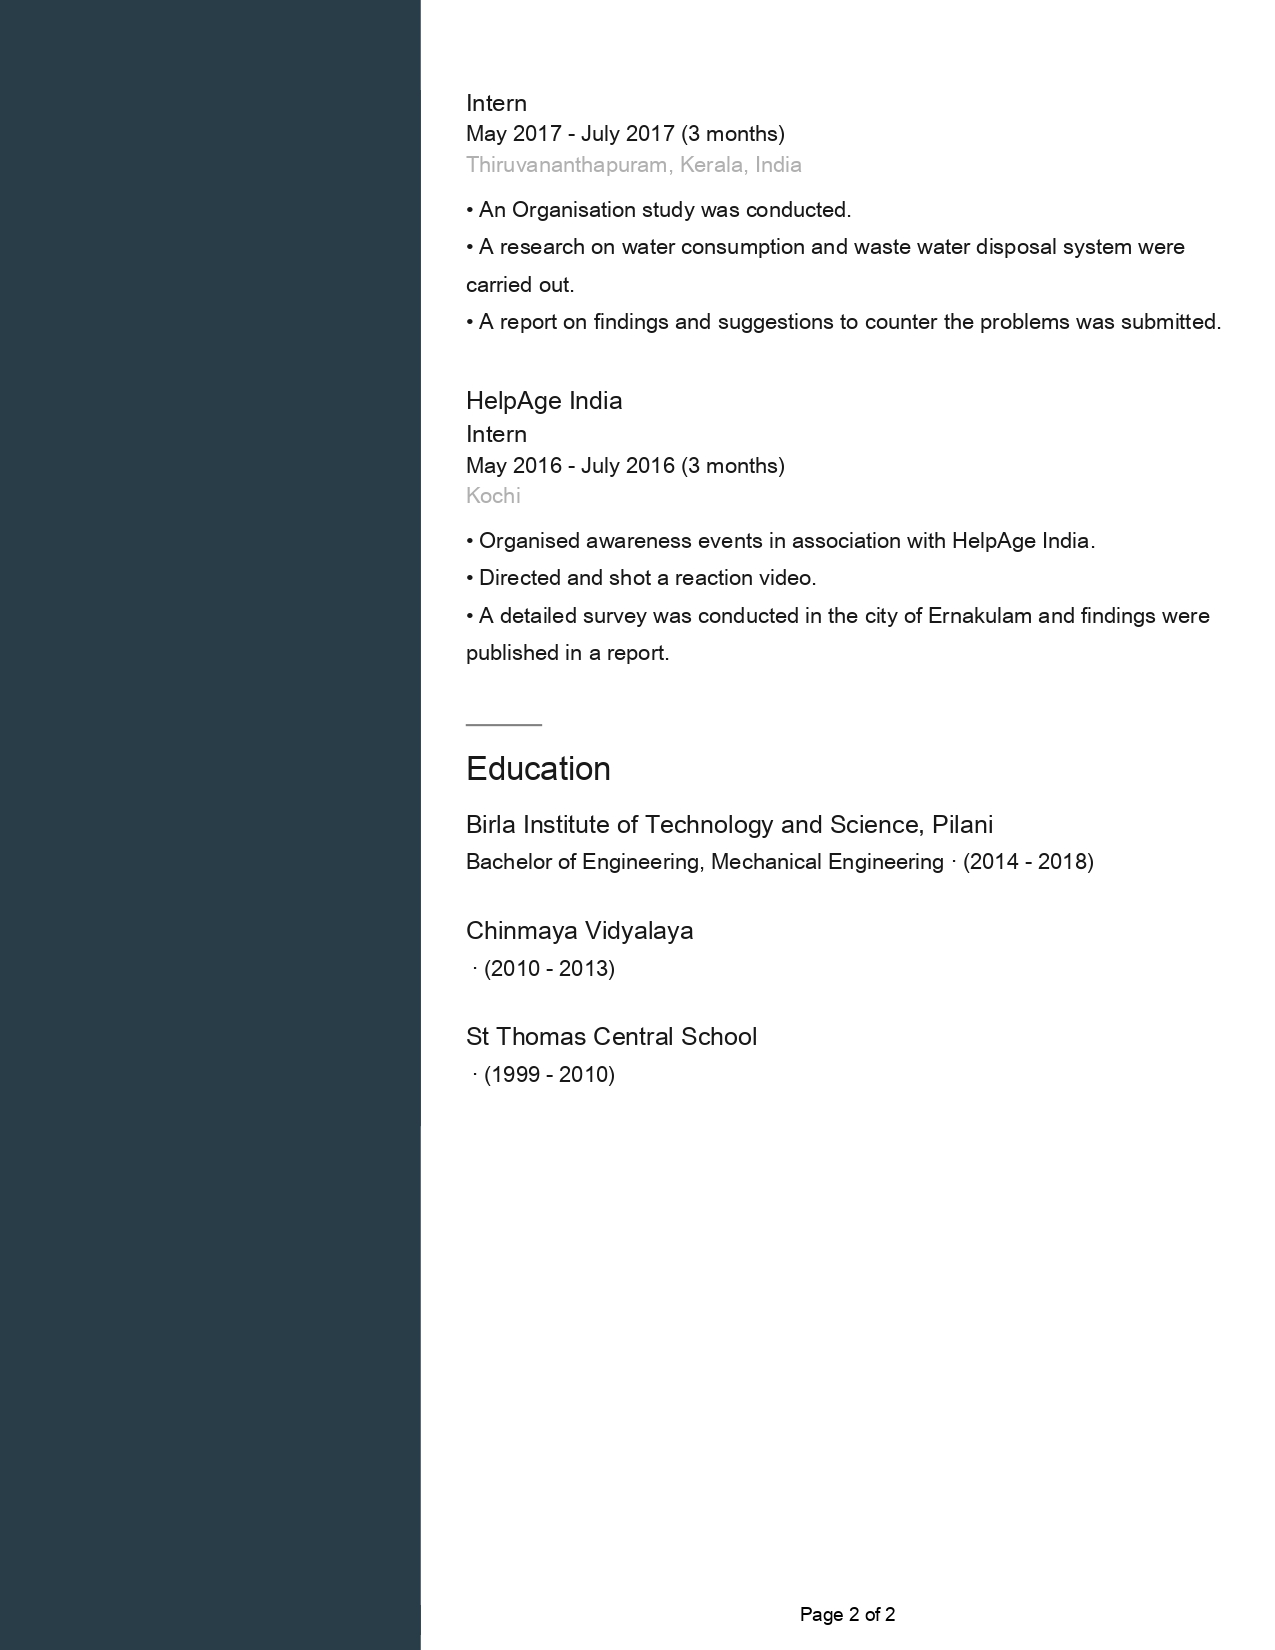 Intern
May 2017 - July 2017 (3 months)
Thiruvananthapuram, Kerala, India
• An Organisation study was conducted.
• A research on water consumption and waste water disposal system were
carried out.
• A report on findings and suggestions to counter the problems was submitted.
HelpAge India
Intern
May 2016 - July 2016 (3 months)
Kochi
• Organised awareness events in association with HelpAge India.
• Directed and shot a reaction video.
• A detailed survey was conducted in the city of Ernakulam and findings were
published in a report.
Education
Birla Institute of Technology and Science, Pilani
Bachelor of Engineering, Mechanical Engineering · (2014 - 2018)
Chinmaya Vidyalaya
· (2010 - 2013)
St Thomas Central School
· (1999 - 2010)
Page 2 of 2